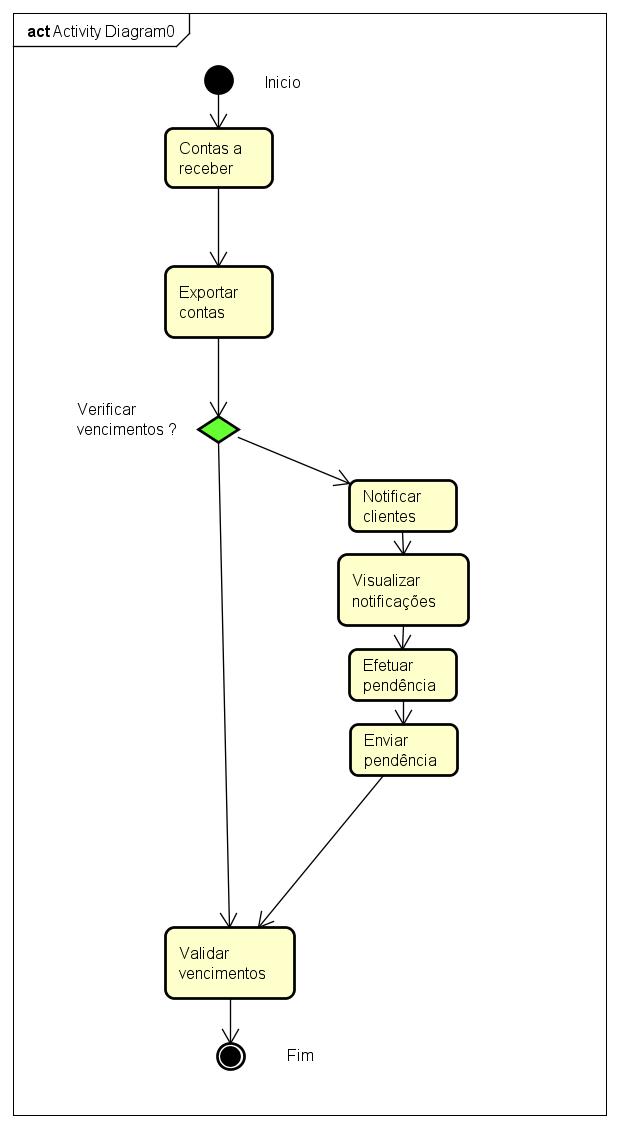 act Activity Diagram0
Inicio
Contas a
receber
Exportar
contas
Verificar
vencimentos ?
Notificar
clientes
Visualizar
notificações
Efetuar
pendência
Enviar
pendência
Validar
vencimentos
Fim